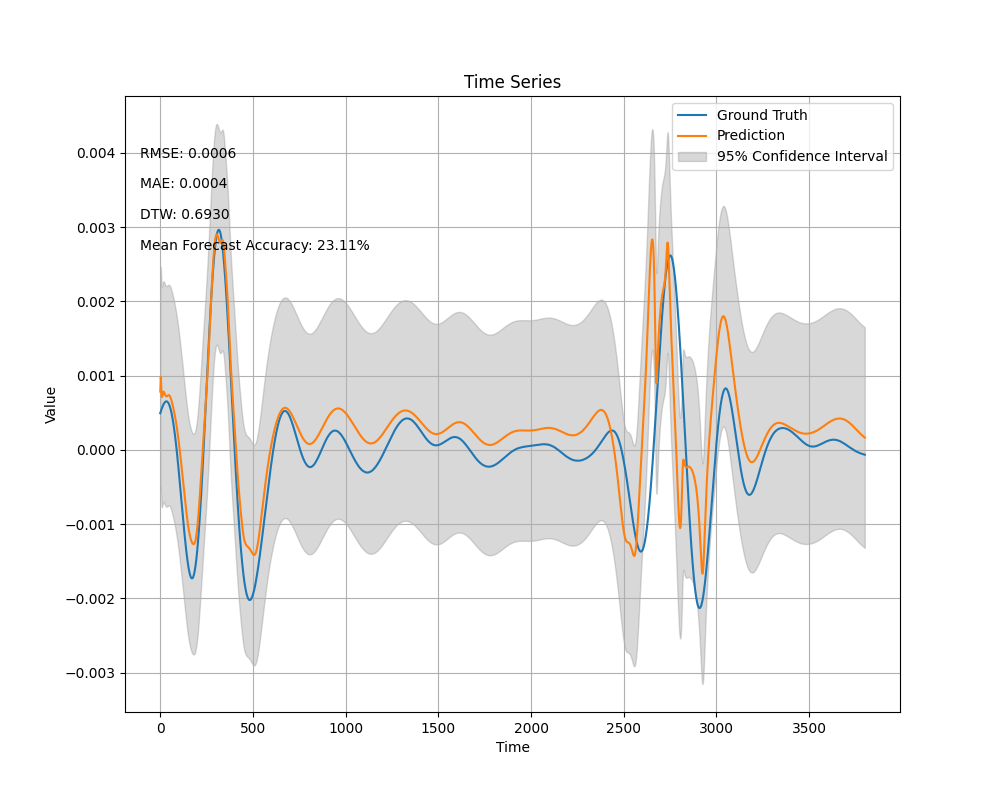 Time Series
Ground Truth
Prediction
95% Confidence Interval
RMSE: 0.0006
MAE: 0.0004
DTW: 0.6930
Mean Forecast Accuracy: 23.11%
Value
0.004
0.003
0.002
0.001
0.000
−0.001
−0.002
−0.003
0 500 1000 1500 2000 2500 3000 3500
Time